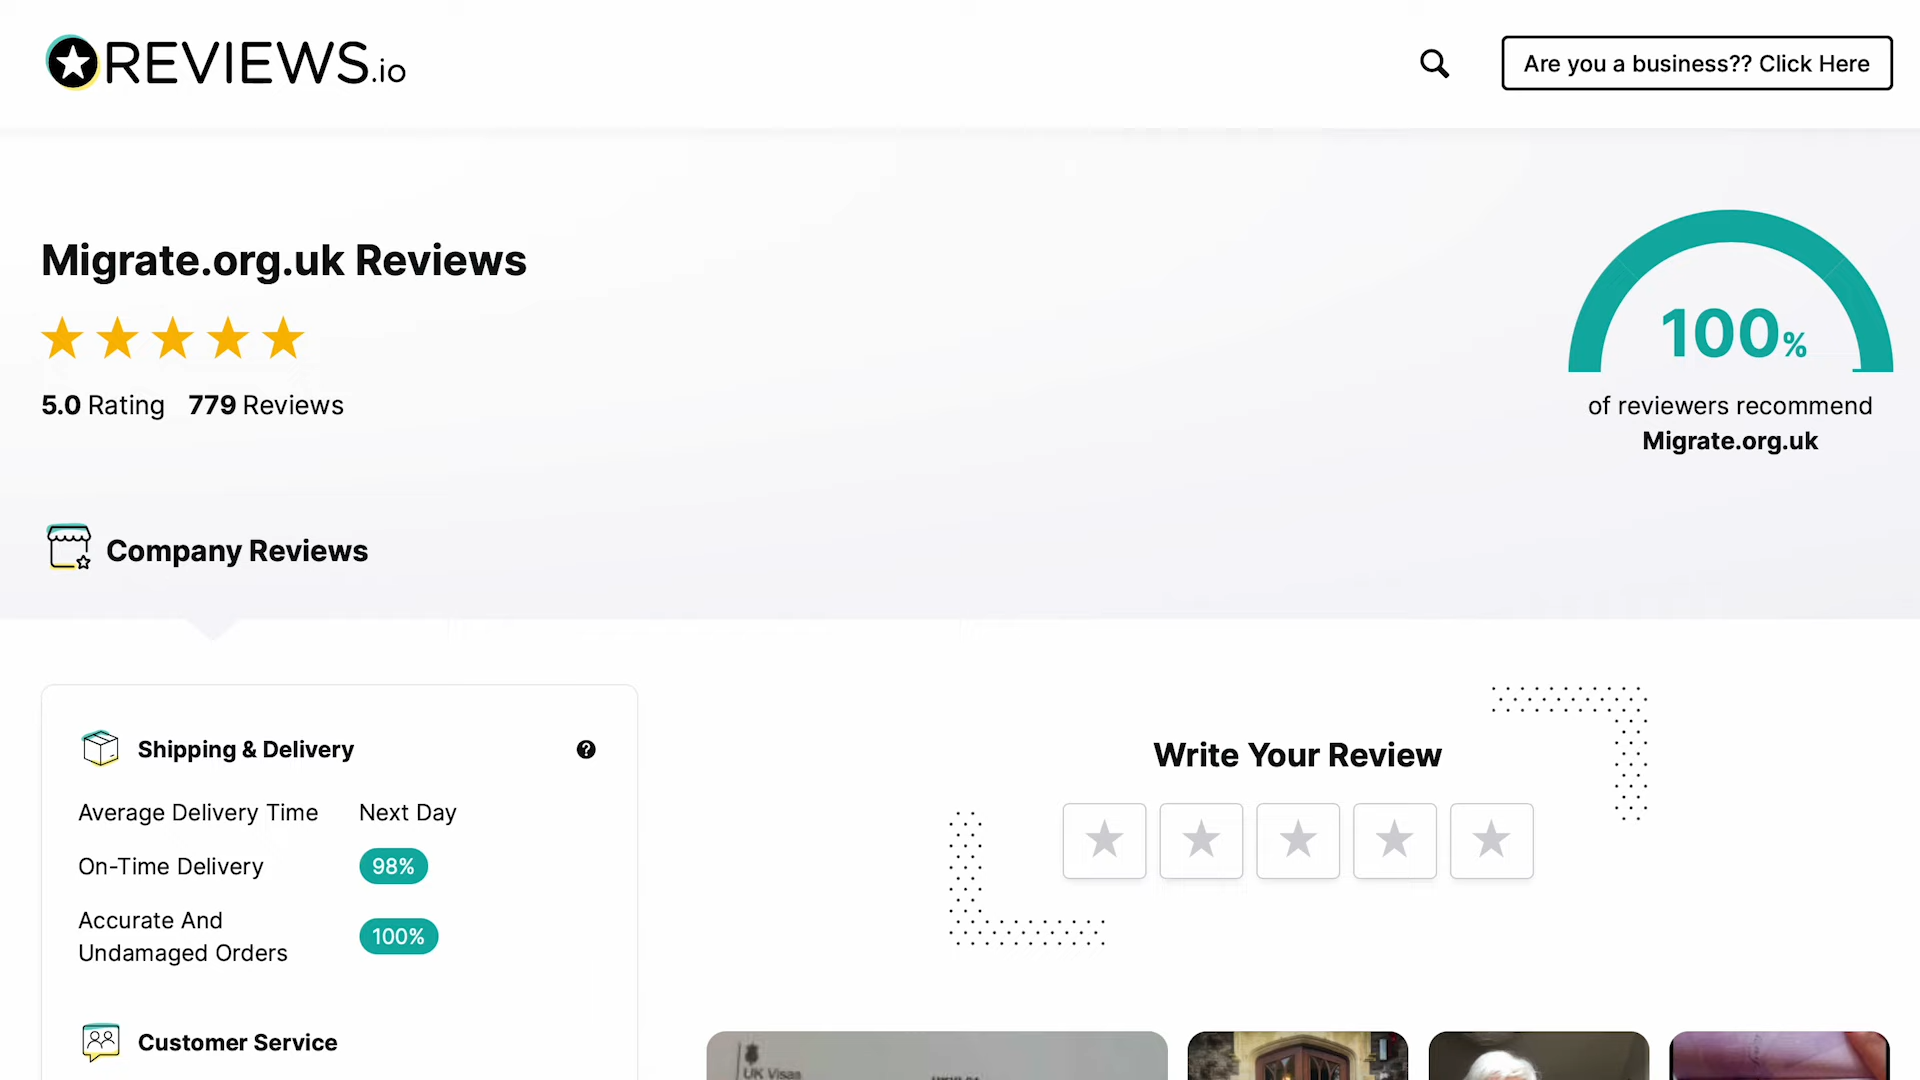 REVIEWS.io
Are you a business?? Click Here
Migrate.org.uk Reviews
5.0 Rating 779 Reviews
100%
of reviewers recommend
Migrate.org.uk
Company Reviews
Shipping & Delivery
Average Delivery Time Next Day
On-Time Delivery 98%
Accurate And
Undamaged Orders 100%
Customer Service
Write Your Review
UK Visas